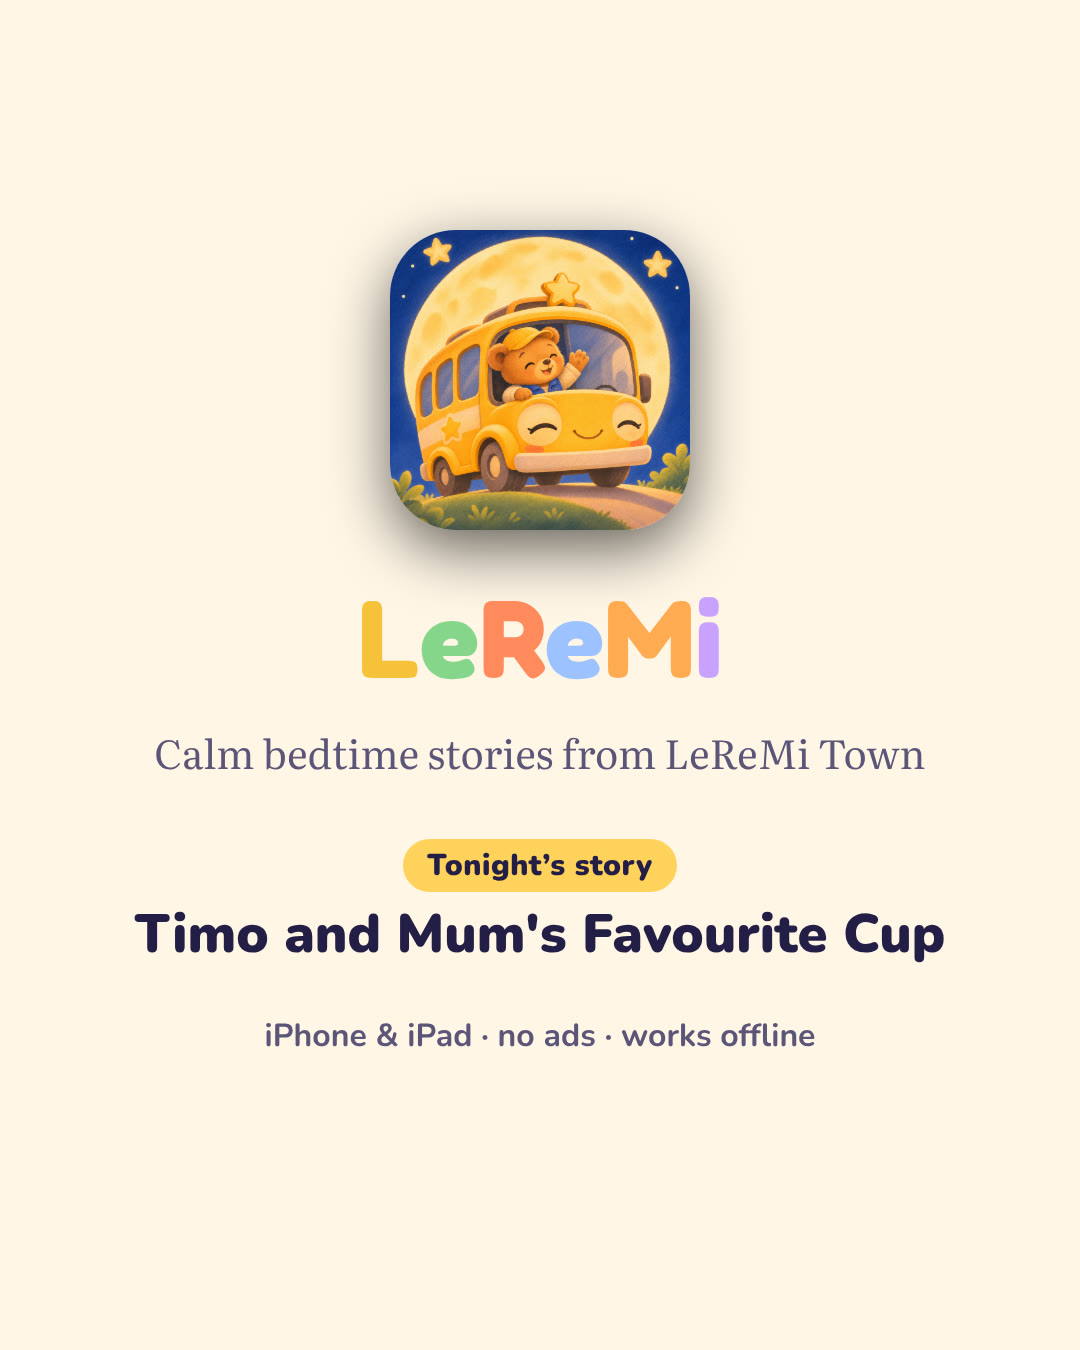 LeReMi
Calm bedtime stories from LeReMi Town
Tonight’s story
Timo and Mum's Favourite Cup
iPhone & iPad · no ads · works offline